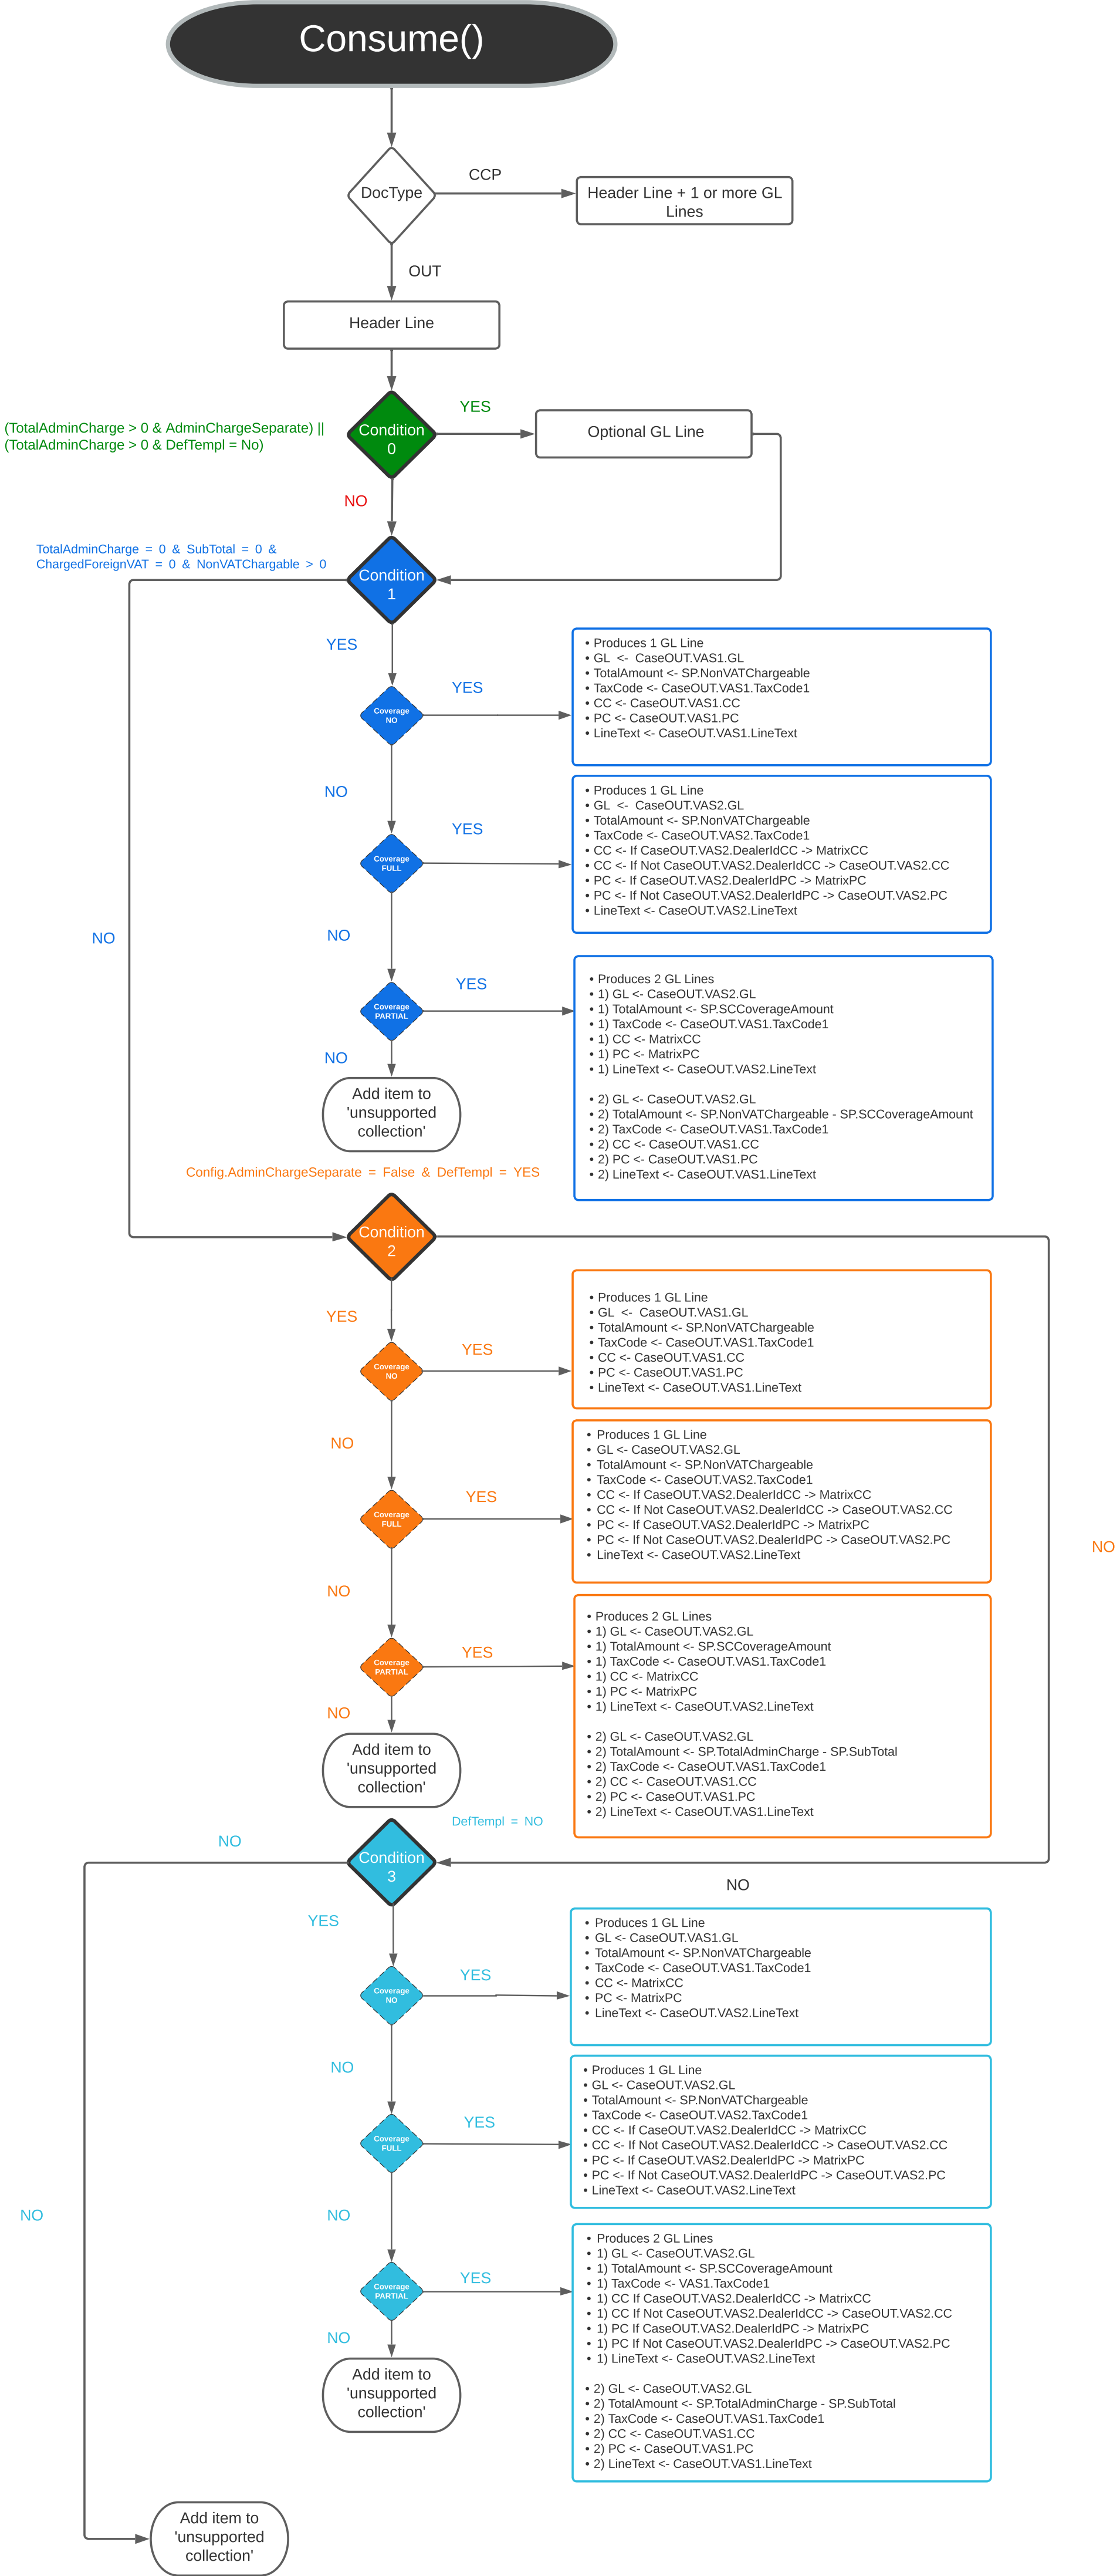 Consume()
DocType
CCP
Header Line + 1 or more GL
Lines
OUT
Header Line
(TotalAdminCharge > 0 & AdminChargeSeparate) ||
(TotalAdminCharge > 0 & DefTempl = No)
Condition
0
YES
Optional GL Line
NO
TotalAdminCharge = 0 & SubTotal = 0 &
ChargedForeignVAT = 0 & NonVATChargable > 0
Condition
1
YES
Coverage
NO
YES
• Produces 1 GL Line
• GL <- CaseOUT.VAS1.GL
• TotalAmount <- SP.NonVATChargeable
• TaxCode <- CaseOUT.VAS1.TaxCode1
• CC <- CaseOUT.VAS1.CC
• PC <- CaseOUT.VAS1.PC
• LineText <- CaseOUT.VAS1.LineText
NO
Coverage
FULL
YES
• Produces 1 GL Line
• GL <- CaseOUT.VAS2.GL
• TotalAmount <- SP.NonVATChargeable
• TaxCode <- CaseOUT.VAS2.TaxCode1
• CC <- If CaseOUT.VAS2.DealerIdCC -> MatrixCC
• CC <- If Not CaseOUT.VAS2.DealerIdCC -> CaseOUT.VAS2.CC
• PC <- If CaseOUT.VAS2.DealerIdPC -> MatrixPC
• PC <- If Not CaseOUT.VAS2.DealerIdPC -> CaseOUT.VAS2.PC
• LineText <- CaseOUT.VAS2.LineText
NO
NO
Coverage
PARTIAL
YES
• Produces 2 GL Lines
• 1) GL <- CaseOUT.VAS2.GL
• 1) TotalAmount <- SP.SCCoverageAmount
• 1) TaxCode <- CaseOUT.VAS1.TaxCode1
• 1) CC <- MatrixCC
• 1) PC <- MatrixPC
• 1) LineText <- CaseOUT.VAS2.LineText
• 2) GL <- CaseOUT.VAS2.GL
• 2) TotalAmount <- SP.NonVATChargeable - SP.SCCoverageAmount
• 2) TaxCode <- CaseOUT.VAS1.TaxCode1
• 2) CC <- CaseOUT.VAS1.CC
• 2) PC <- CaseOUT.VAS1.PC
• 2) LineText <- CaseOUT.VAS1.LineText
NO
Add item to
'unsupported
collection'
Config.AdminChargeSeparate = False & DefTempl = YES
Condition
2
YES
Coverage
NO
YES
• Produces 1 GL Line
• GL <- CaseOUT.VAS1.GL
• TotalAmount <- SP.NonVATChargeable
• TaxCode <- CaseOUT.VAS1.TaxCode1
• CC <- CaseOUT.VAS1.CC
• PC <- CaseOUT.VAS1.PC
• LineText <- CaseOUT.VAS1.LineText
NO
Coverage
FULL
YES
• Produces 1 GL Line
• GL <- CaseOUT.VAS2.GL
• TotalAmount <- SP.NonVATChargeable
• TaxCode <- CaseOUT.VAS2.TaxCode1
• CC <- If CaseOUT.VAS2.DealerIdCC -> MatrixCC
• CC <- If Not CaseOUT.VAS2.DealerIdCC -> CaseOUT.VAS2.CC
• PC <- If CaseOUT.VAS2.DealerIdPC -> MatrixPC
• PC <- If Not CaseOUT.VAS2.DealerIdPC -> CaseOUT.VAS2.PC
• LineText <- CaseOUT.VAS2.LineText
NO
NO
Coverage
PARTIAL
YES
• Produces 2 GL Lines
• 1) GL <- CaseOUT.VAS2.GL
• 1) TotalAmount <- SP.SCCoverageAmount
• 1) TaxCode <- CaseOUT.VAS1.TaxCode1
• 1) CC <- MatrixCC
• 1) PC <- MatrixPC
• 1) LineText <- CaseOUT.VAS2.LineText
• 2) GL <- CaseOUT.VAS2.GL
• 2) TotalAmount <- SP.TotalAdminCharge - SP.SubTotal
• 2) TaxCode <- CaseOUT.VAS1.TaxCode1
• 2) CC <- CaseOUT.VAS1.CC
• 2) PC <- CaseOUT.VAS1.PC
• 2) LineText <- CaseOUT.VAS1.LineText
NO
Add item to
'unsupported
collection'
DefTempl = NO
NO
Condition
3
NO
YES
Coverage
NO
YES
• Produces 1 GL Line
• GL <- CaseOUT.VAS1.GL
• TotalAmount <- SP.NonVATChargeable
• TaxCode <- CaseOUT.VAS1.TaxCode1
• CC <- MatrixCC
• PC <- MatrixPC
• LineText <- CaseOUT.VAS2.LineText
NO
Coverage
FULL
YES
• Produces 1 GL Line
• GL <- CaseOUT.VAS2.GL
• TotalAmount <- SP.NonVATChargeable
• TaxCode <- CaseOUT.VAS2.TaxCode1
• CC <- If CaseOUT.VAS2.DealerIdCC -> MatrixCC
• CC <- If Not CaseOUT.VAS2.DealerIdCC -> CaseOUT.VAS2.CC
• PC <- If CaseOUT.VAS2.DealerIdPC -> MatrixPC
• PC <- If Not CaseOUT.VAS2.DealerIdPC -> CaseOUT.VAS2.PC
• LineText <- CaseOUT.VAS2.LineText
NO
NO
Coverage
PARTIAL
YES
• Produces 2 GL Lines
• 1) GL <- CaseOUT.VAS2.GL
• 1) TotalAmount <- SP.SCCoverageAmount
• 1) TaxCode <- VAS1.TaxCode1
• 1) CC If CaseOUT.VAS2.DealerIdCC -> MatrixCC
• 1) CC If Not CaseOUT.VAS2.DealerIdCC -> CaseOUT.VAS2.CC
• 1) PC If CaseOUT.VAS2.DealerIdPC -> MatrixPC
• 1) PC If Not CaseOUT.VAS2.DealerIdPC -> CaseOUT.VAS2.PC
• 1) LineText <- CaseOUT.VAS2.LineText
• 2) GL <- CaseOUT.VAS2.GL
• 2) TotalAmount <- SP.TotalAdminCharge - SP.SubTotal
• 2) TaxCode <- CaseOUT.VAS1.TaxCode1
• 2) CC <- CaseOUT.VAS1.CC
• 2) PC <- CaseOUT.VAS1.PC
• 2) LineText <- CaseOUT.VAS1.LineText
NO
Add item to
'unsupported
collection'
Add item to
'unsupported
collection'